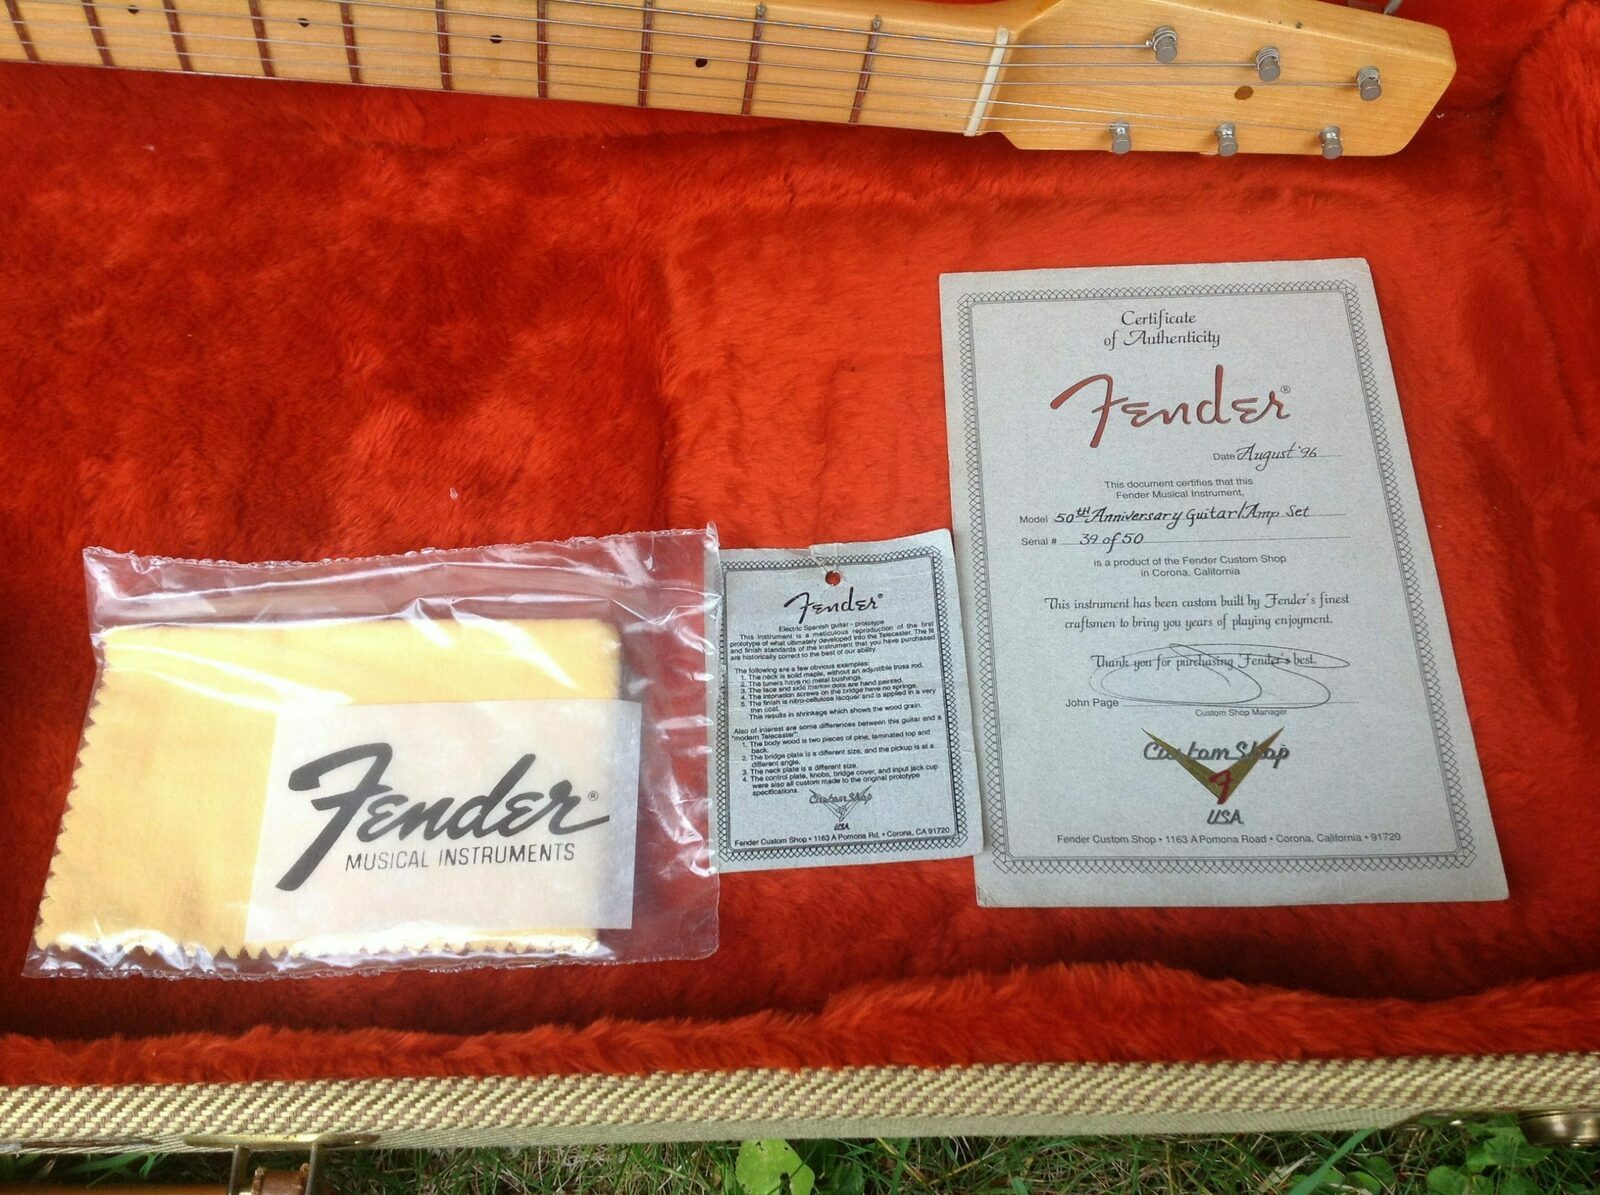 Fender®
MUSICAL INSTRUMENTS
Fender®
Electric Spanish guitar - prototype
This instrument is a meticulous reproduction of the first
prototype of what ultimately developed into the Telecaster. The fit
and finish standards of the instrument that you have purchased
are historically correct to the best of our ability.
The following are a few obvious examples:
1. The neck is solid maple, without an adjustable truss rod.
2. The tuners have no metal bushings.
3. The face and side marker dots are hand painted.
4. The intonation screws on the bridge have no springs.
5. The finish is nitro-cellulose lacquer and is applied in a very
thin coat.
This results in shrinkage which shows the wood grain.
Also of interest are some differences between this guitar and a
"modern Telecaster":
1. The body wood is two pieces of pine, laminated top and
back.
2. The bridge plate is a different size, and the pickup is at a
different angle.
3. The neck plate is a different size.
4. The control plate, knobs, bridge cover, and input jack cup
were also all custom made to the original prototype
specifications.
Custom Shop
USA
Fender Custom Shop • 1163 A Pomona Rd. • Corona, CA 91720
Certificate
of Authenticity
Fender®
Date August '96
This document certifies that this
Fender Musical Instrument,
Model 50th Anniversary Guitar/Amp Set
Serial # 39 of 50
is a product of the Fender Custom Shop
in Corona, California
This instrument has been custom built by Fender's finest
craftsmen to bring you years of playing enjoyment.
Thank you for purchasing Fender's best.
John Page
Custom Shop Manager
Custom Shop
F
USA
Fender Custom Shop • 1163 A Pomona Road • Corona, California • 91720